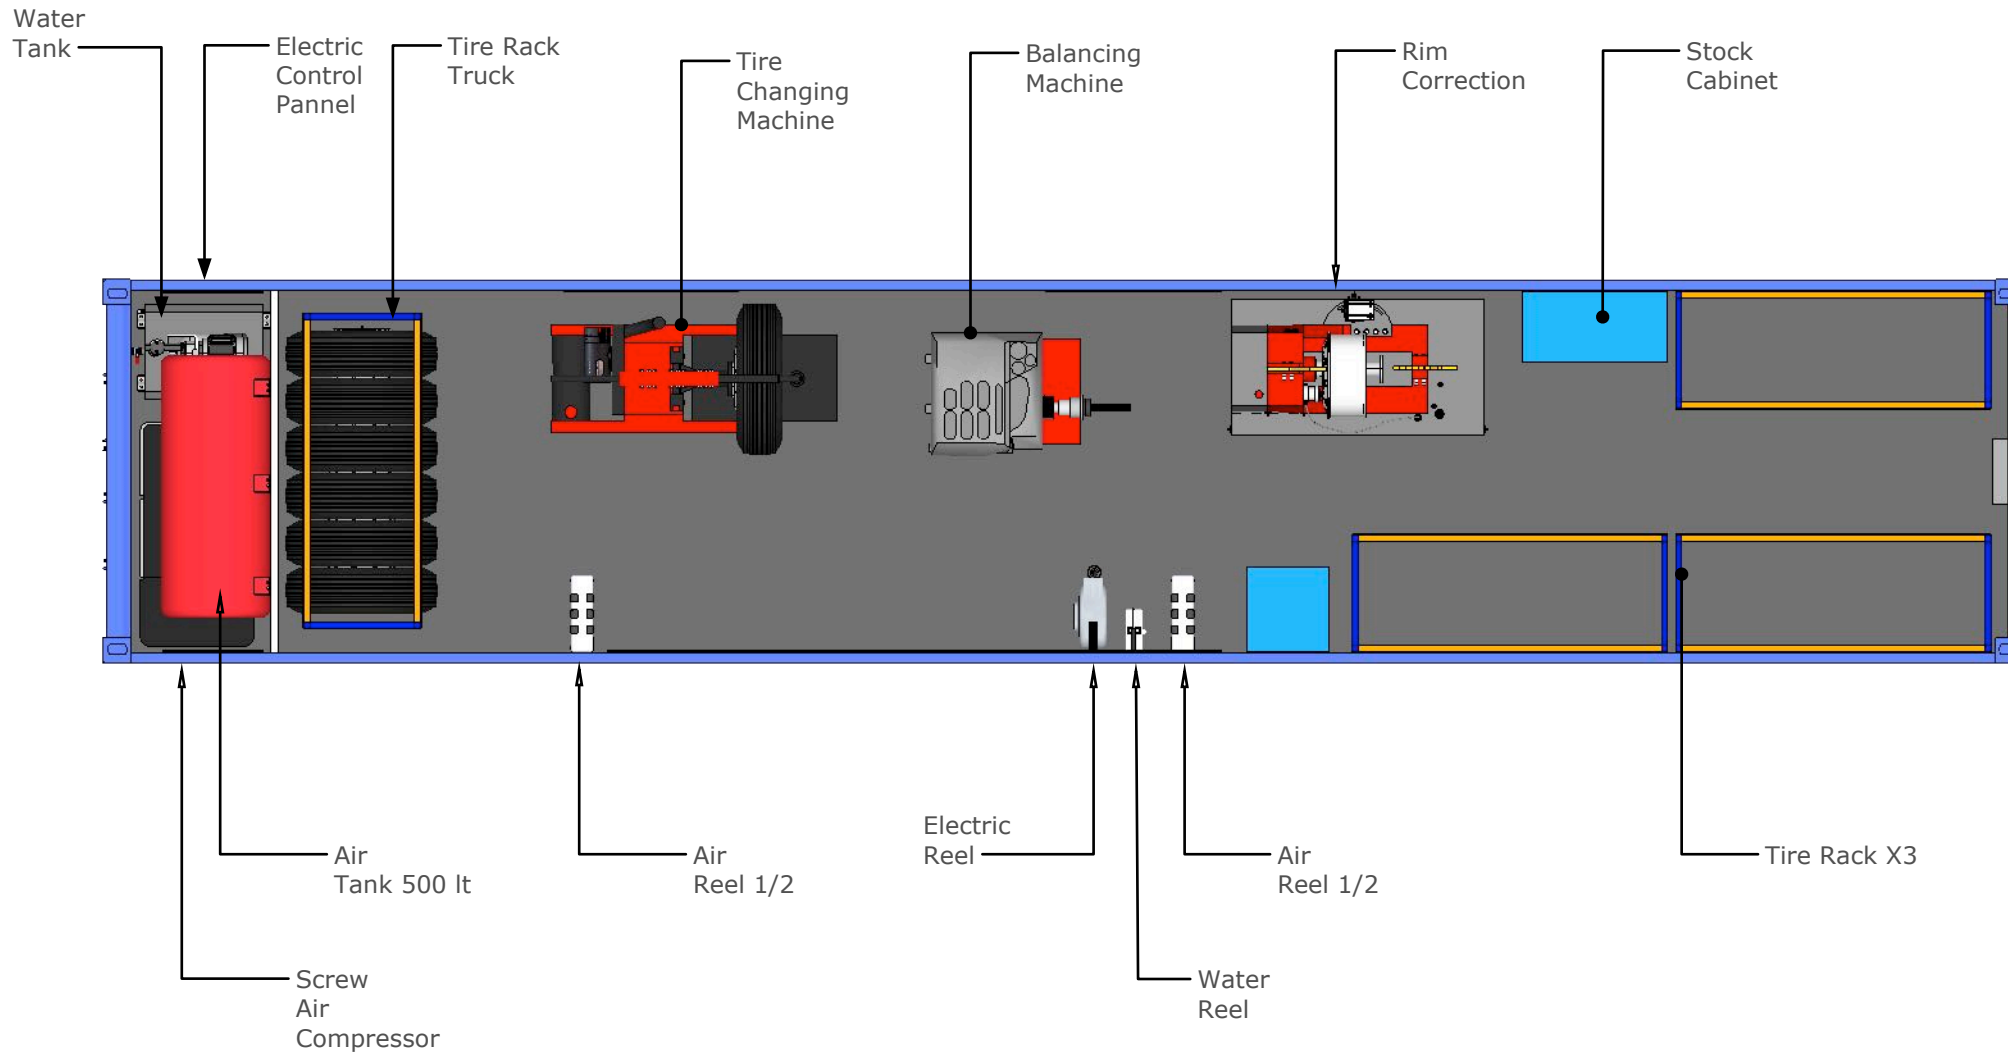 Water
Tank
Electric
Control
Pannel
Tire Rack
Truck
Tire
Changing
Machine
Balancing
Machine
Rim
Correction
Stock
Cabinet
Air
Tank 500 lt
Air
Reel 1/2
Electric
Reel
Air
Reel 1/2
Tire Rack X3
Screw
Air
Compressor
Water
Reel